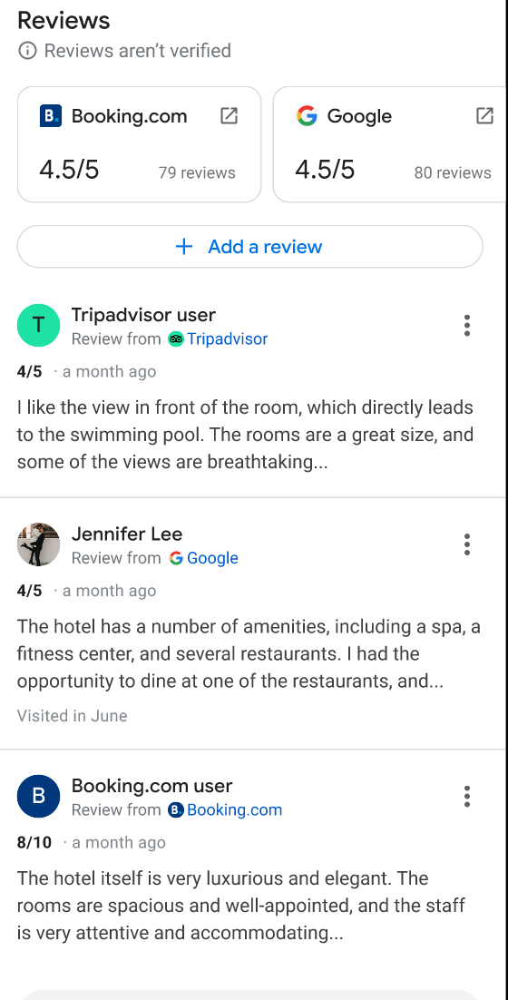 Reviews
Reviews aren't verified
B. Booking.com
G Google
4.5/5
79 reviews
4.5/5
80 reviews
+ Add a review
T
Tripadvisor user
Review from Tripadvisor
4/5 · a month ago
I like the view in front of the room, which directly leads
to the swimming pool. The rooms are a great size, and
some of the views are breathtaking...
Jennifer Lee
Review from G Google
4/5 · a month ago
The hotel has a number of amenities, including a spa, a
fitness center, and several restaurants. I had the
opportunity to dine at one of the restaurants, and...
Visited in June
B
Booking.com user
Review from B. Booking.com
8/10 · a month ago
The hotel itself is very luxurious and elegant. The
rooms are spacious and well-appointed, and the staff
is very attentive and accommodating...